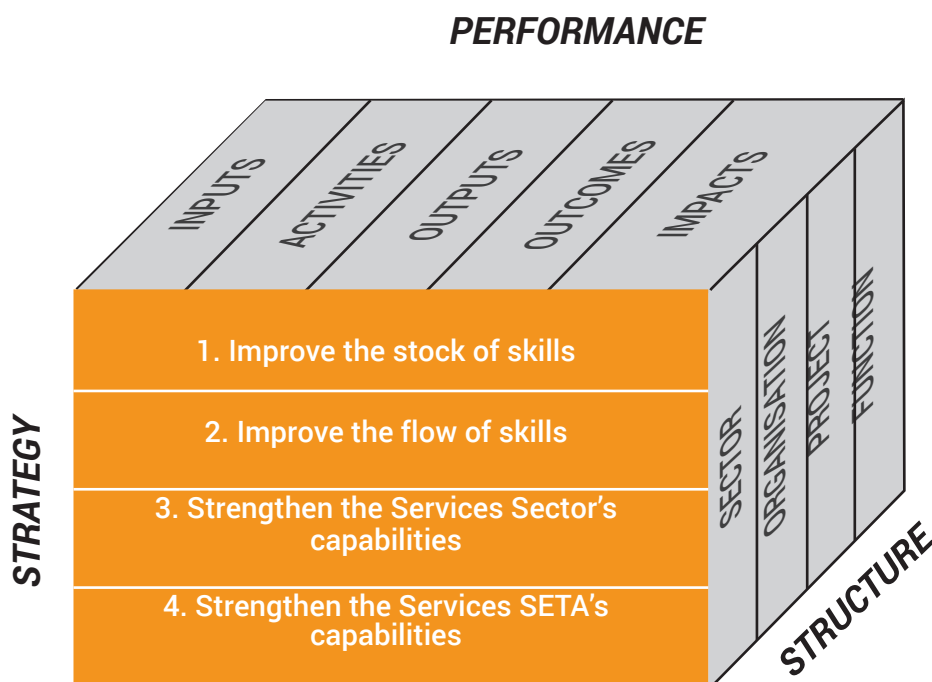 PERFORMANCE
INPUTS
ACTIVITIES
OUTPUTS
OUTCOMES
IMPACTS
STRATEGY
1. Improve the stock of skills
2. Improve the flow of skills
3. Strengthen the Services Sector’s
capabilities
4. Strengthen the Services SETA’s
capabilities
SECTOR
ORGANISATION
PROJECT
FUNCTION
STRUCTURE